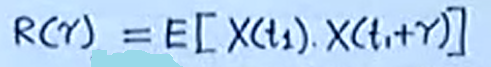 R(γ) = E[ X(t₁). X(t₁+γ)]